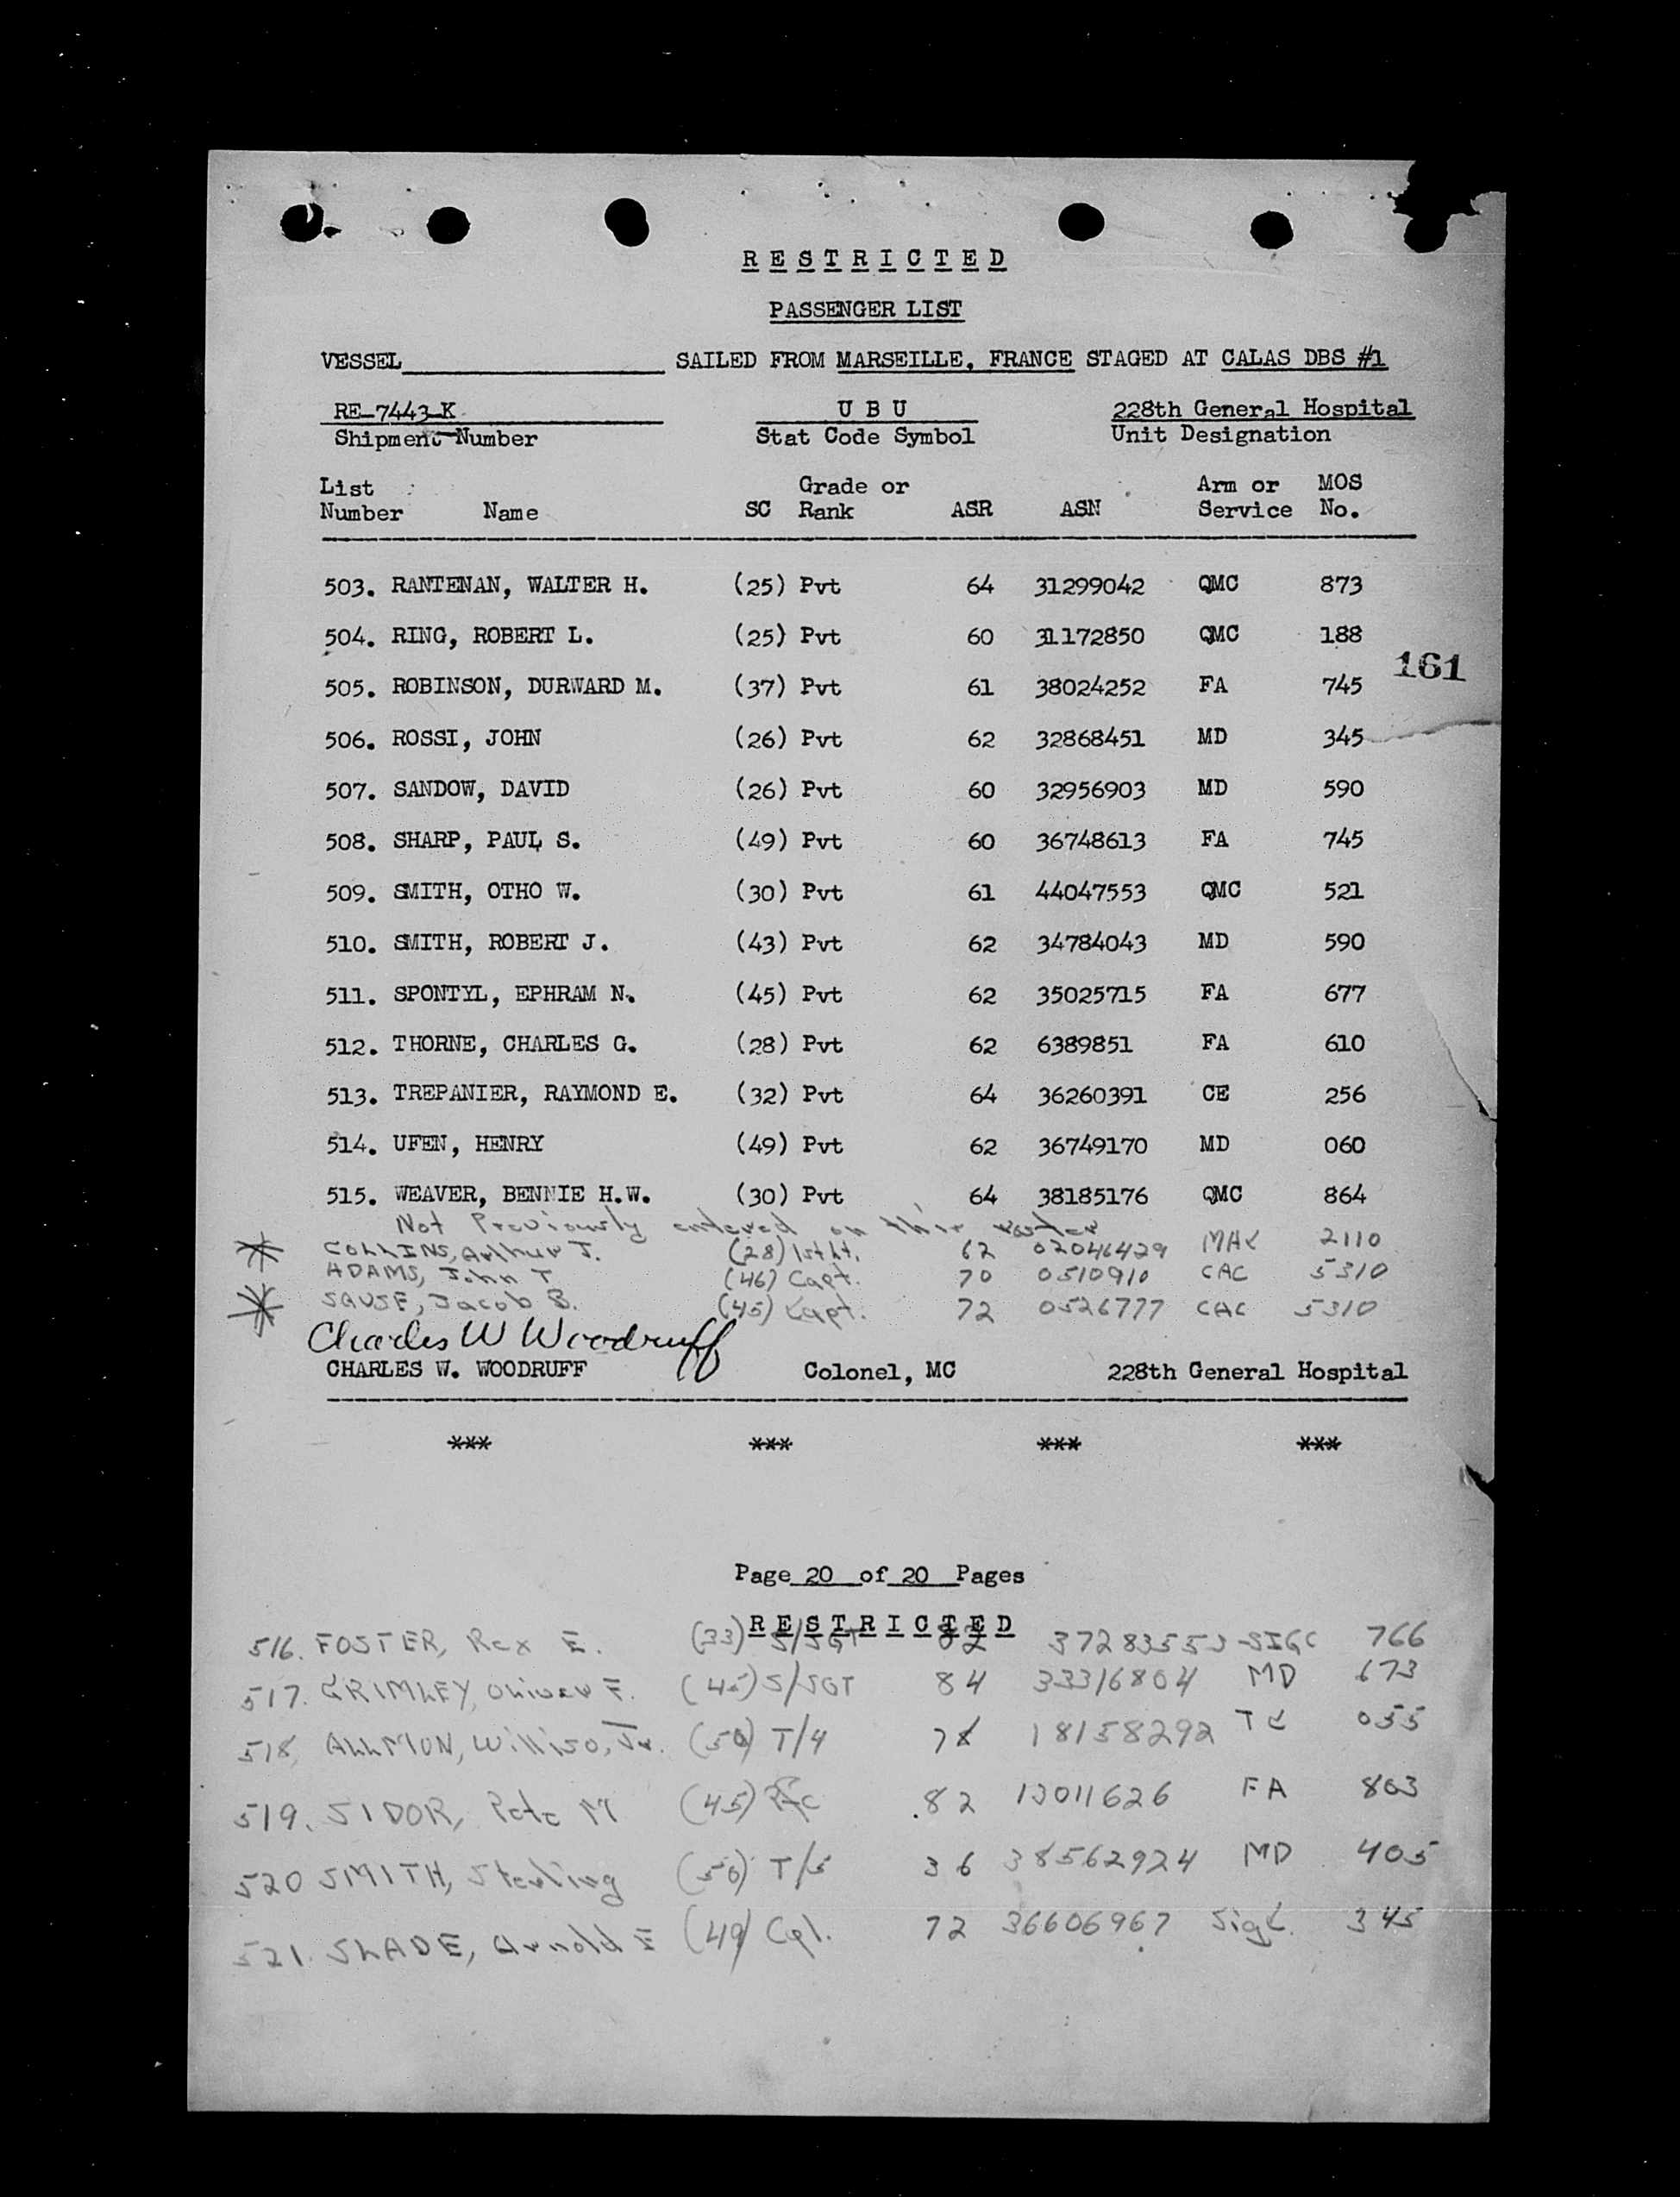 RESTRICTED
PASSENGER LIST
VESSEL SAILED FROM MARSEILLE, FRANCE STAGED AT CALAS DBS #1
RE-7443-K U B U 228th General Hospital
Shipment Number Stat Code Symbol Unit Designation
List Grade or Arm or MOS
Number Name SC Rank ASR ASN Service No.
503. RANTENAN, WALTER H. (25) Pvt 64 31299042 QMC 873
504. RING, ROBERT L. (25) Pvt 60 31172850 QMC 188
161
505. ROBINSON, DURWARD M. (37) Pvt 61 38024252 FA 745
506. ROSSI, JOHN (26) Pvt 62 32868451 MD 345
507. SANDOW, DAVID (26) Pvt 60 32956903 MD 590
508. SHARP, PAUL S. (49) Pvt 60 36748613 FA 745
509. SMITH, OTHO W. (30) Pvt 61 44047553 QMC 521
510. SMITH, ROBERT J. (43) Pvt 62 34784043 MD 590
511. SPONTYL, EPHRAM N. (45) Pvt 62 35025715 FA 677
512. THORNE, CHARLES G. (28) Pvt 62 6389851 FA 610
513. TREPANIER, RAYMOND E. (32) Pvt 64 36260391 CE 256
514. UFEN, HENRY (49) Pvt 62 36749170 MD 060
515. WEAVER, BENNIE H.W. (30) Pvt 64 38185176 QMC 864
Not Previously entered on this roster
* COLLINS, Arthur J. (28) 1st Lt. 62 02046429 MAC 2110
ADAMS, John T (46) Capt. 70 0510910 CAC 5310
* SAUSE, Jacob B. (45) Capt. 72 0526777 CAC 5310
Charles W Woodruff
CHARLES W. WOODRUFF Colonel, MC 228th General Hospital
*** *** *** ***
Page 20 of 20 Pages
RESTRICTED
516. FOSTER, Rex E. (33) S/SGT 82 SIGC 766
517. GRIMLEY, Oliver F. (45) S/SGT 84 33316804 MD 673
518. ALLMON, Jr. (50) T/4 18158292 TC 055
519. SIDOR, Pete M (45) Pfc 82 13011626 FA 803
520 SMITH, Sterling (50) T/5 36 38562924 MD 405
521. SLADE, Arnold E (49) Cpl. 72 36606967 SigC. 345